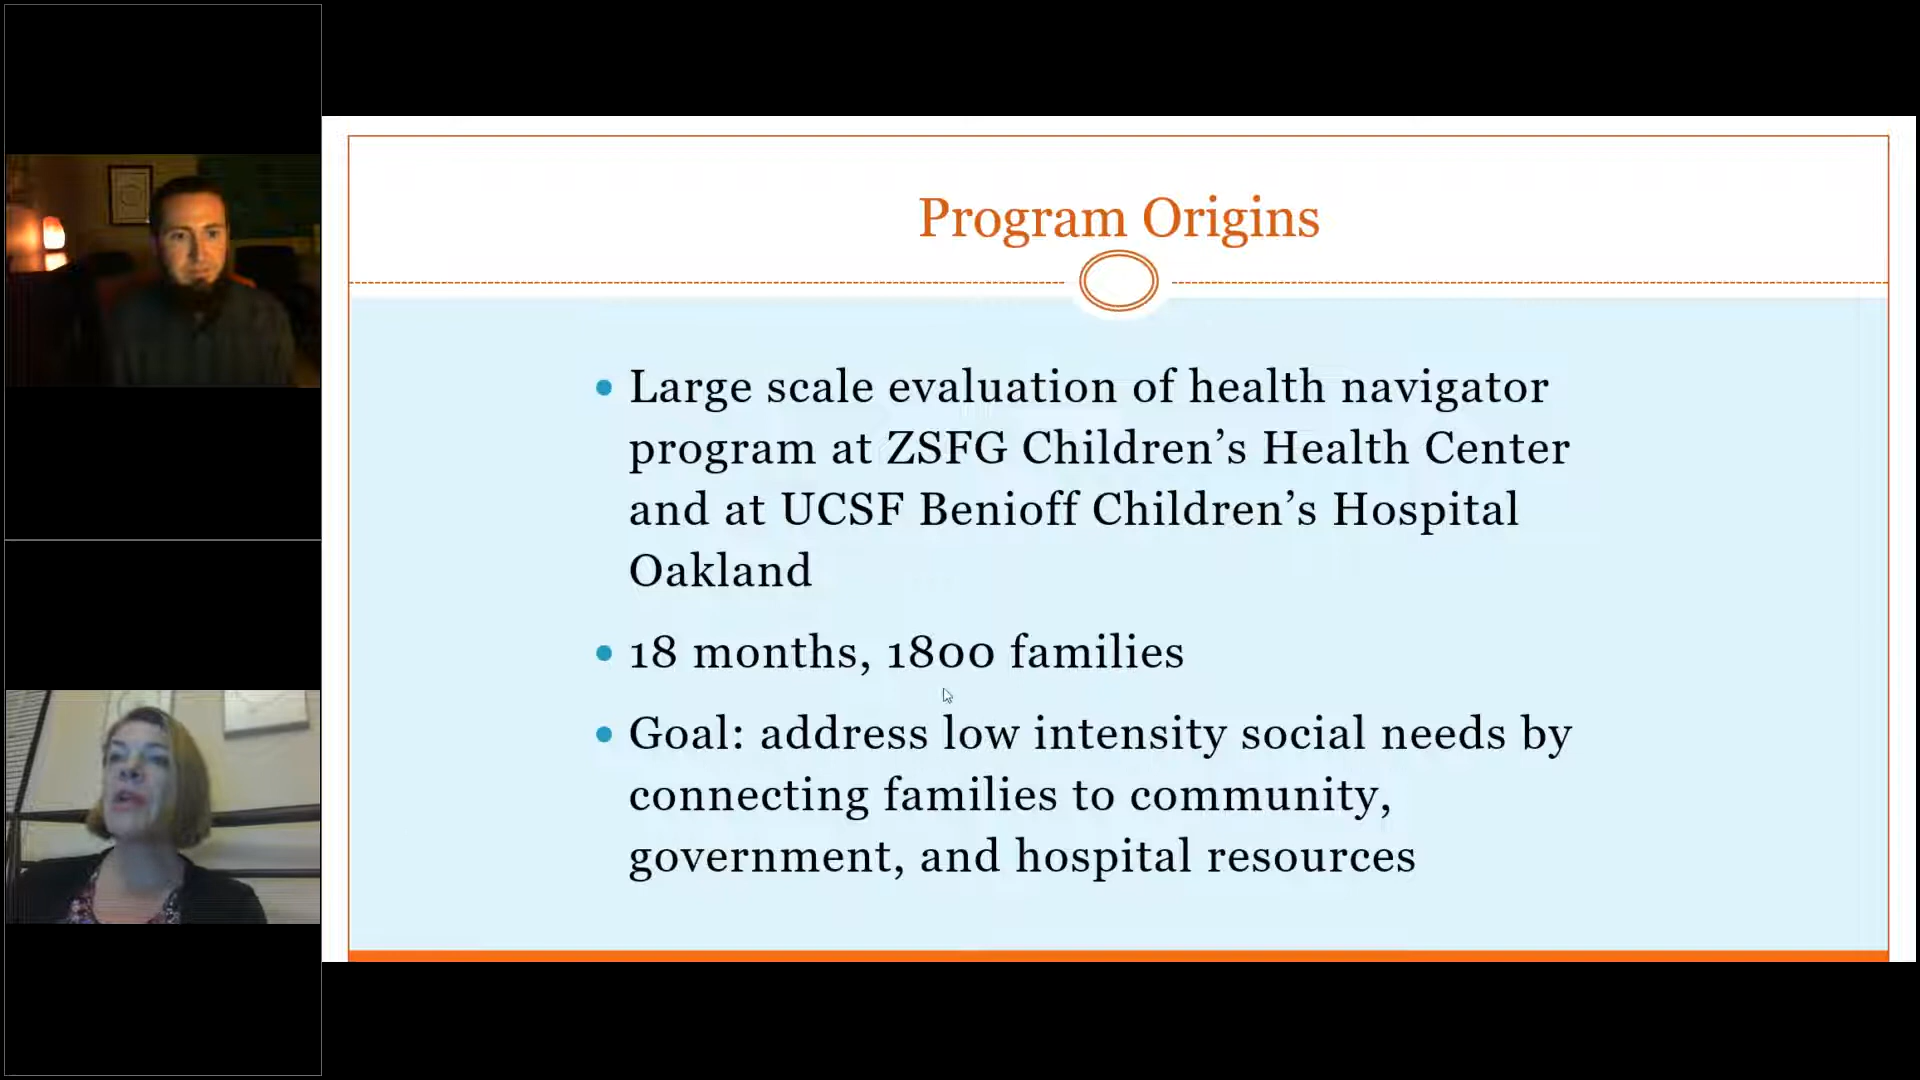 Program Origins
• Large scale evaluation of health navigator
program at ZSFG Children’s Health Center
and at UCSF Benioff Children’s Hospital
Oakland
• 18 months, 1800 families
• Goal: address low intensity social needs by
connecting families to community,
government, and hospital resources